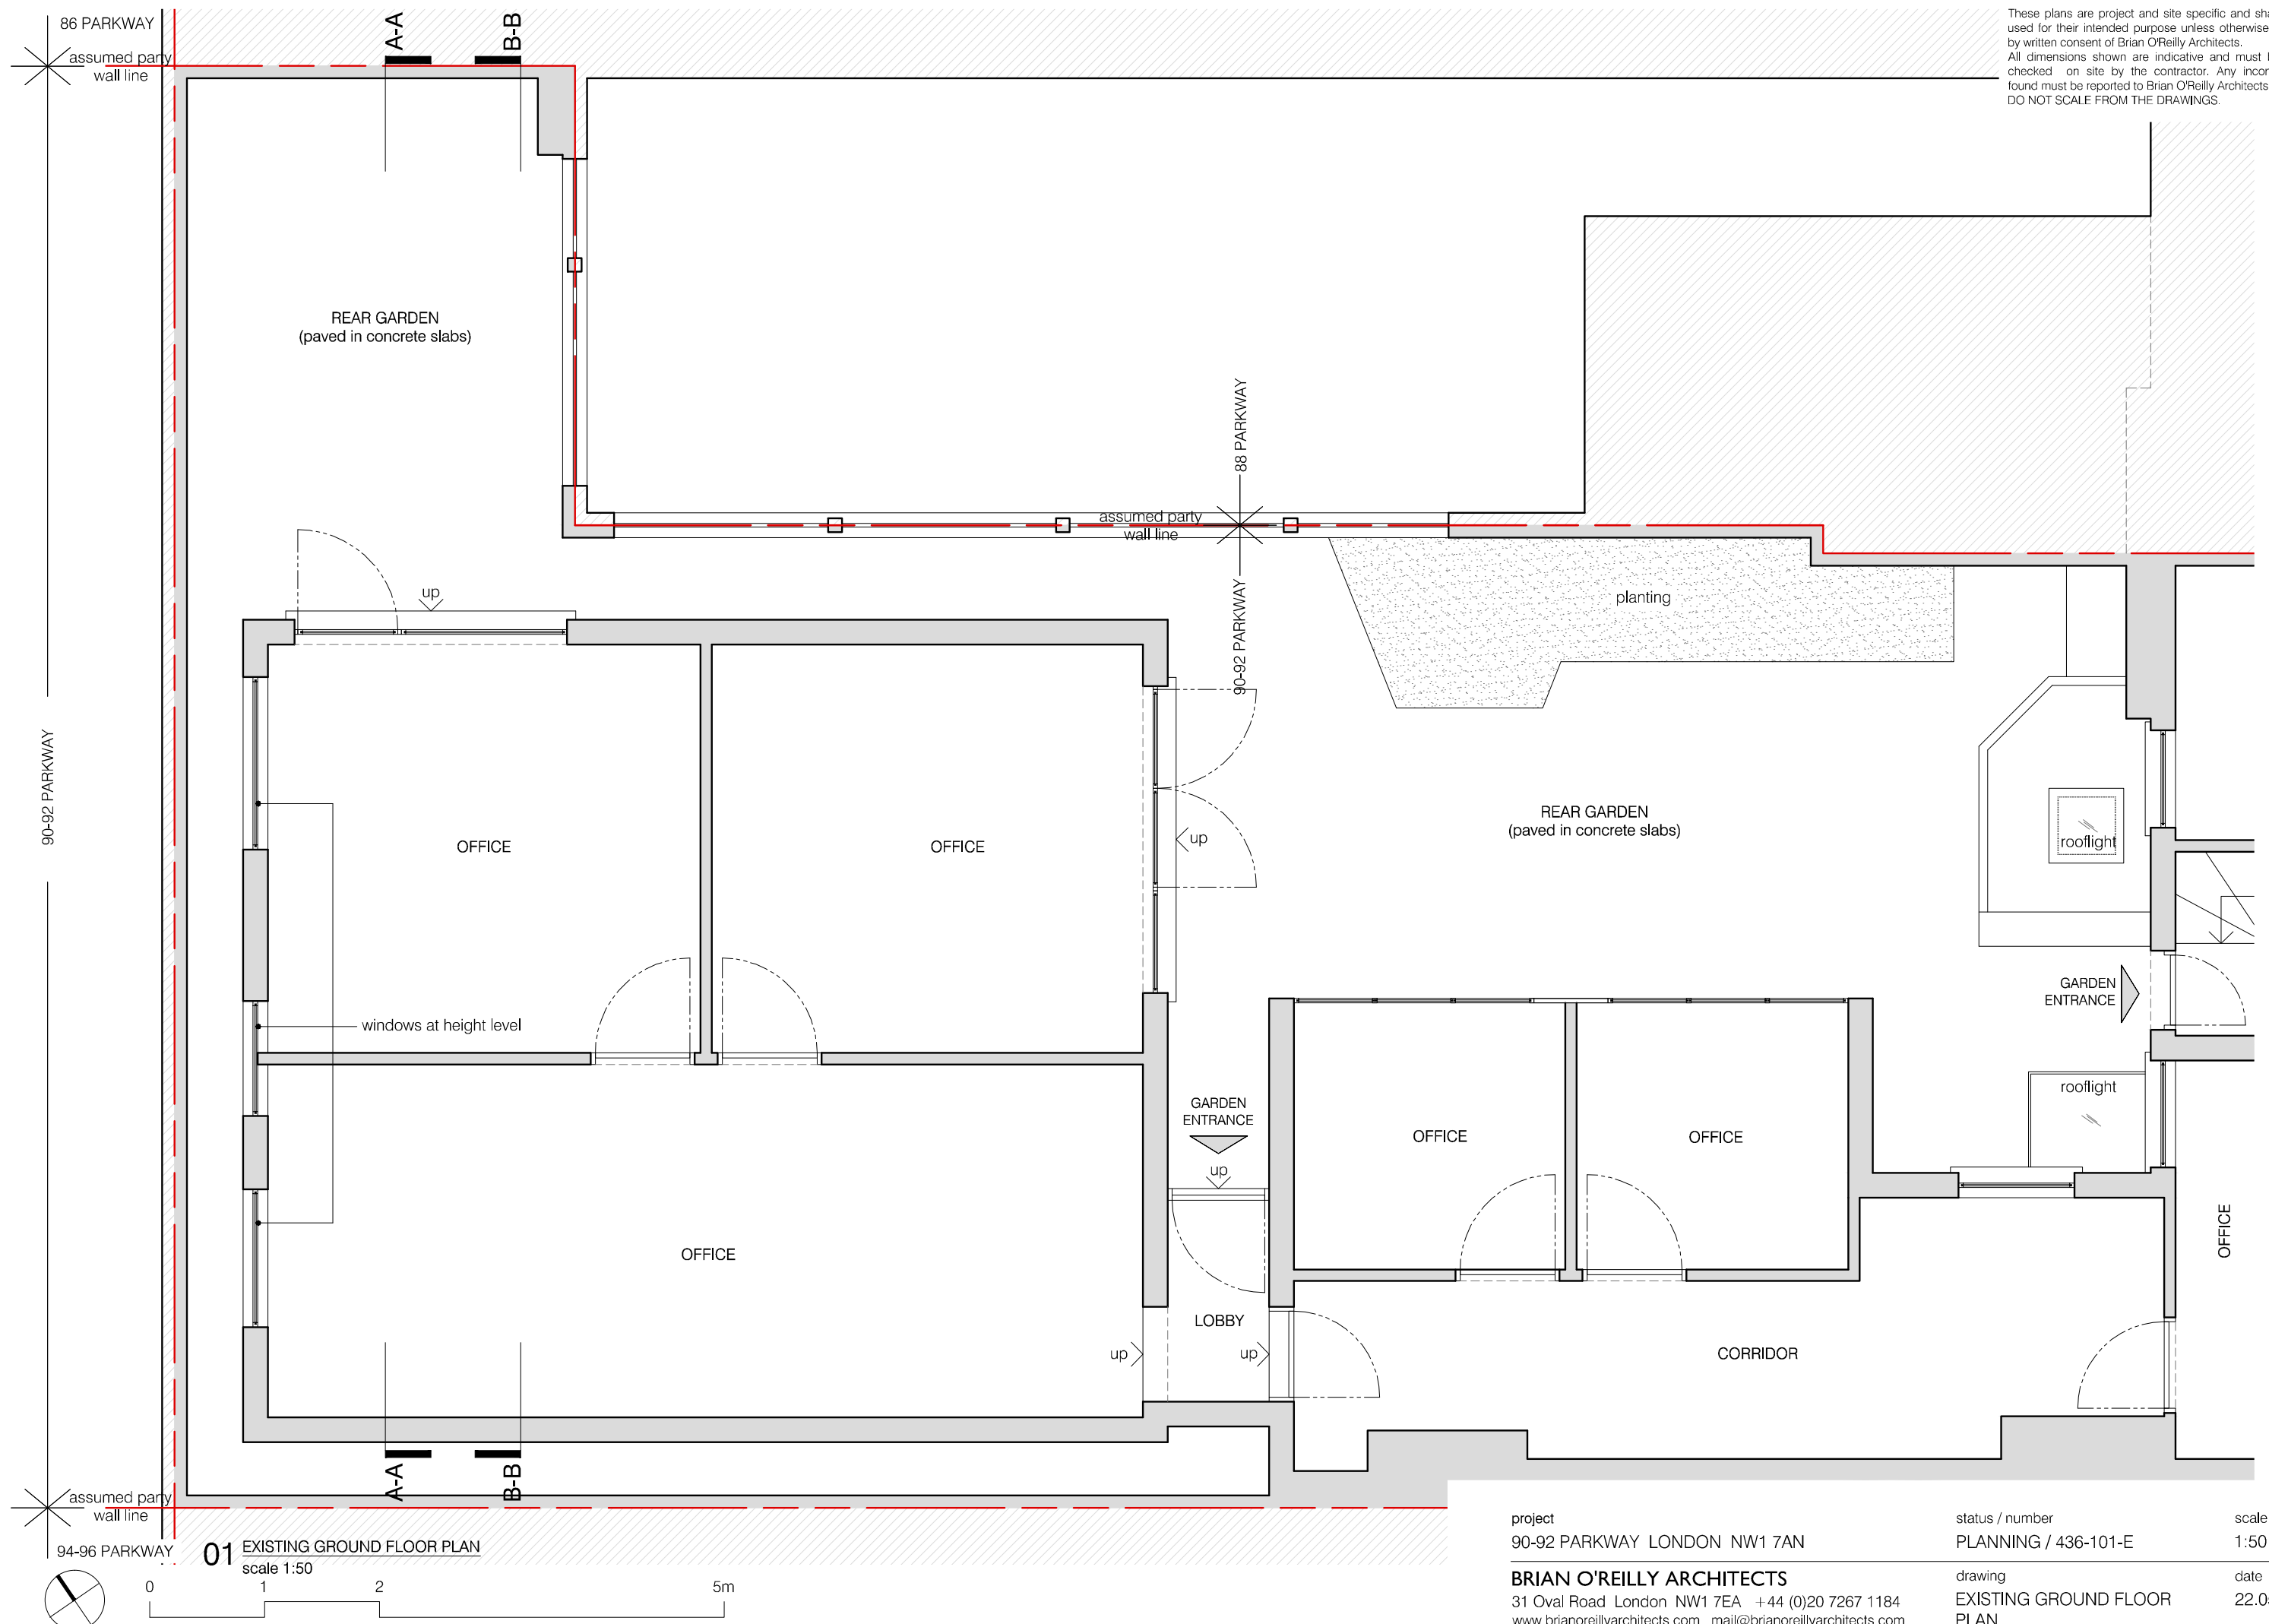 86 PARKWAY
assumed party
wall line
A-A
B-B
These plans are project and site specific and
used for their intended purpose unless otherwise
by written consent of Brian O'Reilly Architects.
All dimensions shown are indicative and must
checked on site by the contractor. Any
found must be reported to Brian O'Reilly Architects
DO NOT SCALE FROM THE DRAWINGS.
REAR GARDEN
(paved in concrete slabs)
88 PARKWAY
assumed party
wall line
90-92 PARKWAY
up
planting
90-92 PARKWAY
REAR GARDEN
(paved in concrete slabs)
up
rooflight
OFFICE
OFFICE
GARDEN
ENTRANCE
windows at height level
rooflight
GARDEN
ENTRANCE
up
OFFICE
OFFICE
OFFICE
OFFICE
LOBBY
up
up
CORRIDOR
A-A
B-B
assumed party
wall line
94-96 PARKWAY
01 EXISTING GROUND FLOOR PLAN
scale 1:50
0 1 2 5m
project
90-92 PARKWAY LONDON NW1 7AN
status / number
PLANNING / 436-101-E
scale
1:50
BRIAN O'REILLY ARCHITECTS
31 Oval Road London NW1 7EA +44 (0)20 7267 1184
www.brianoreillyarchitects.com mail@brianoreillyarchitects.com
drawing
EXISTING GROUND FLOOR
PLAN
date
22.0